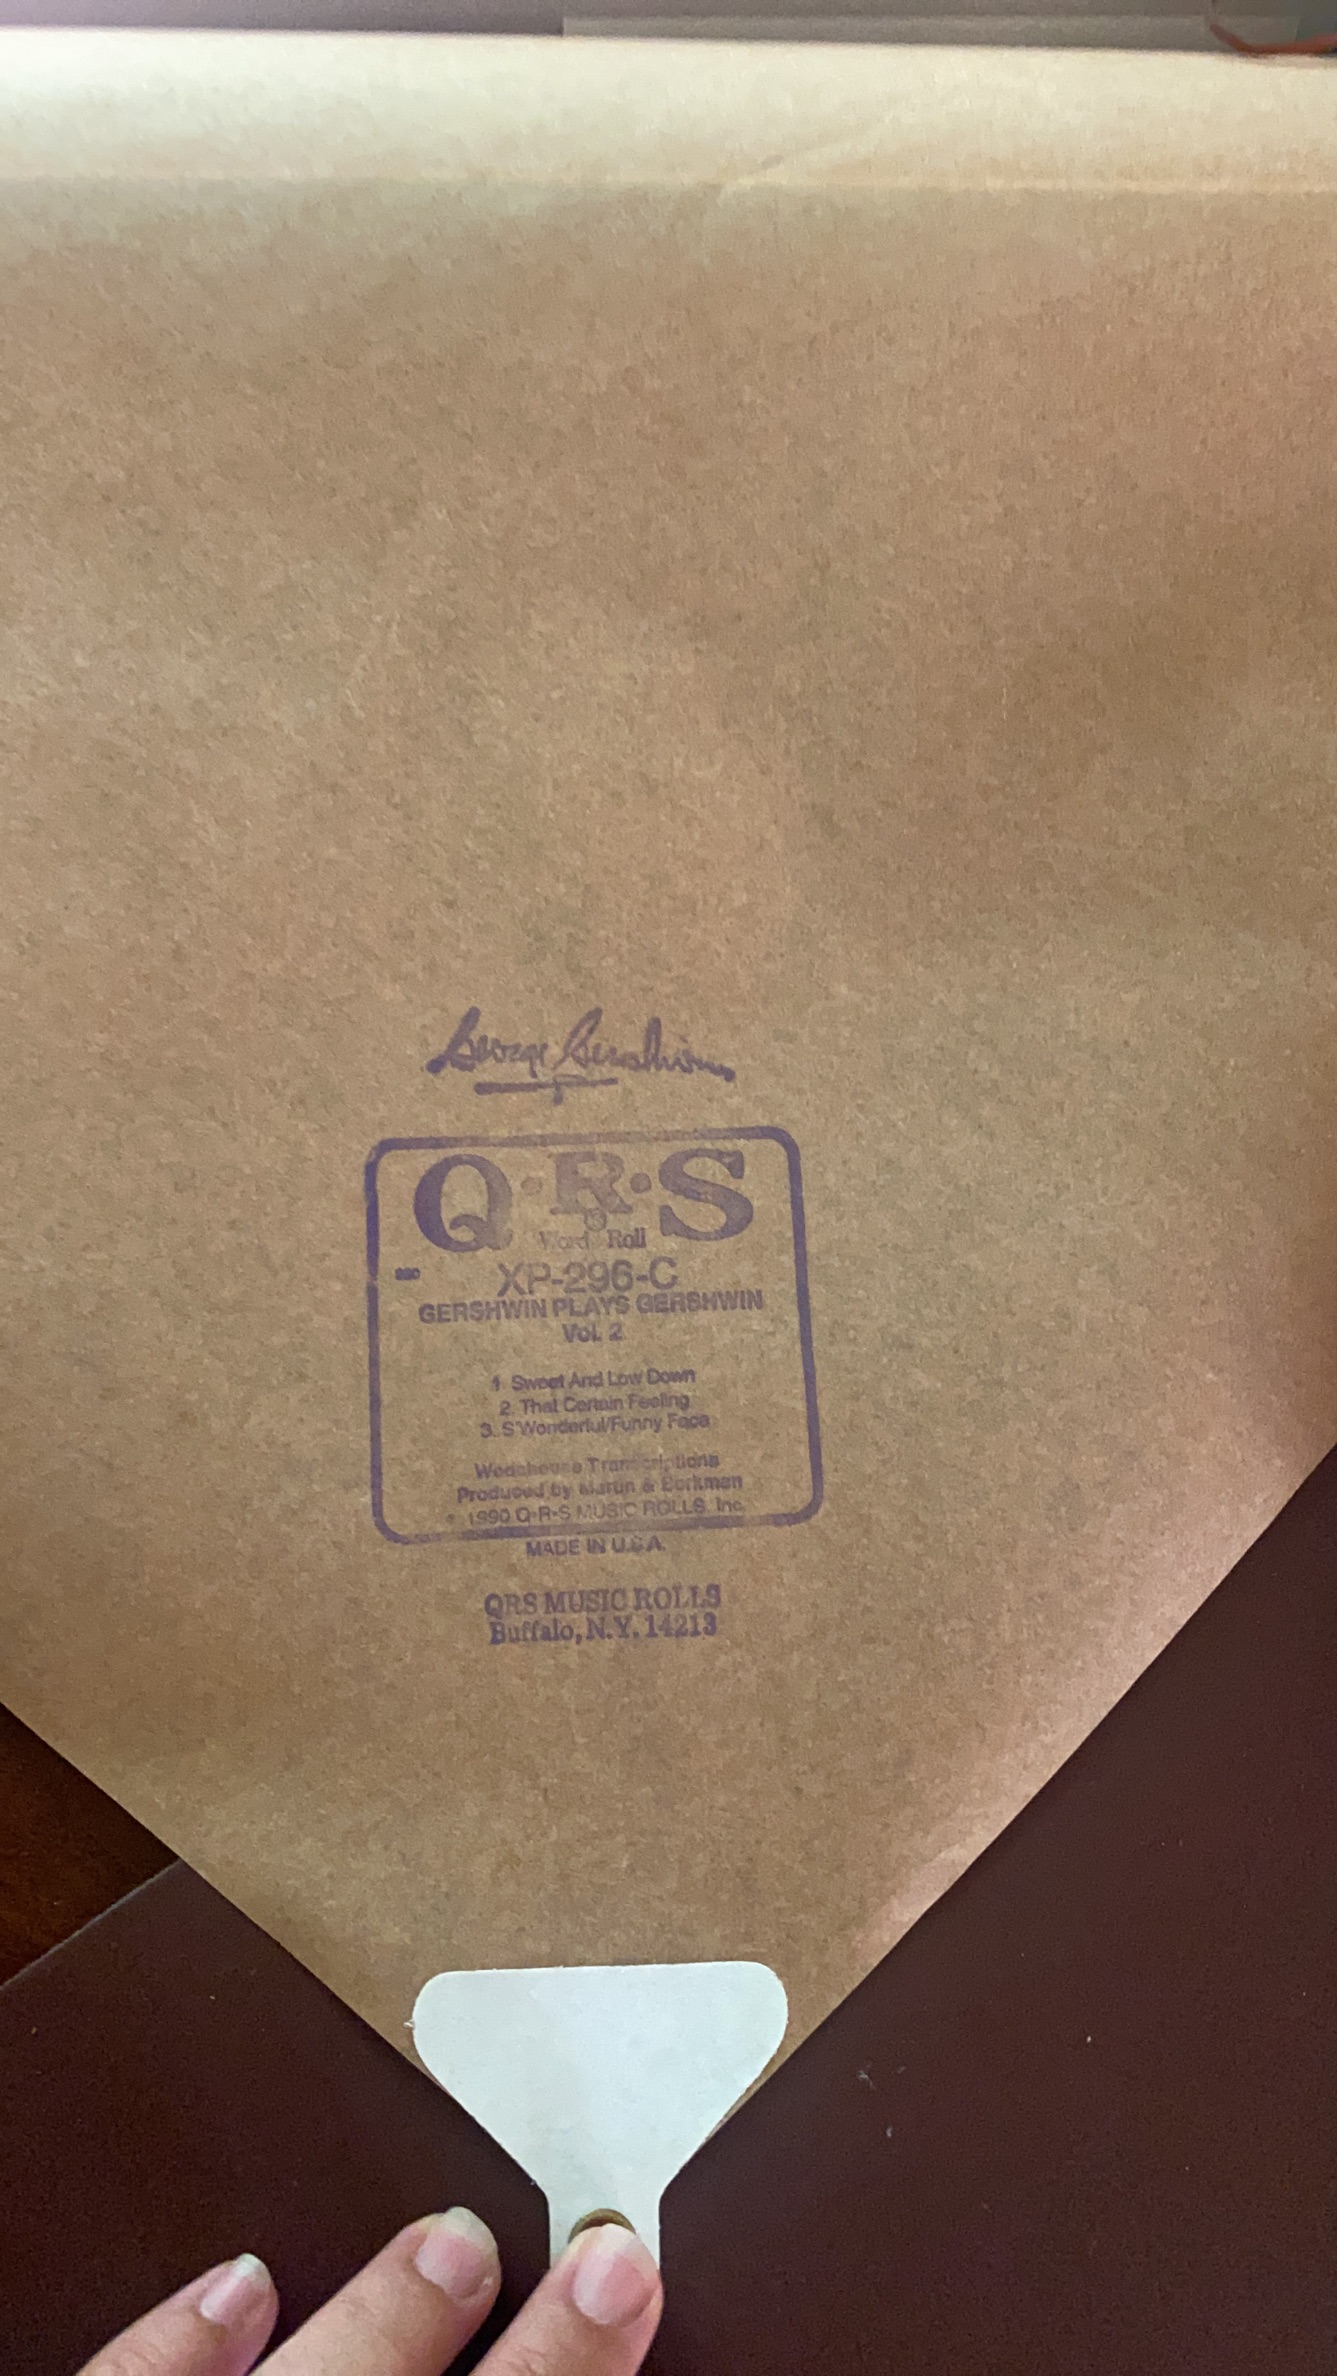 George Gershwin
Q·R·S
®
Word Roll
XP-296-C
GERSHWIN PLAYS GERSHWIN
Vol. 2
1. Sweet And Low Down
2. That Certain Feeling
3. S'Wonderful/Funny Face
Wodehouse Transcriptions
Produced by Martin & Berkman
1990 Q-R-S MUSIC ROLLS, Inc.
MADE IN U.S.A.
QRS MUSIC ROLLS
Buffalo, N.Y. 14213